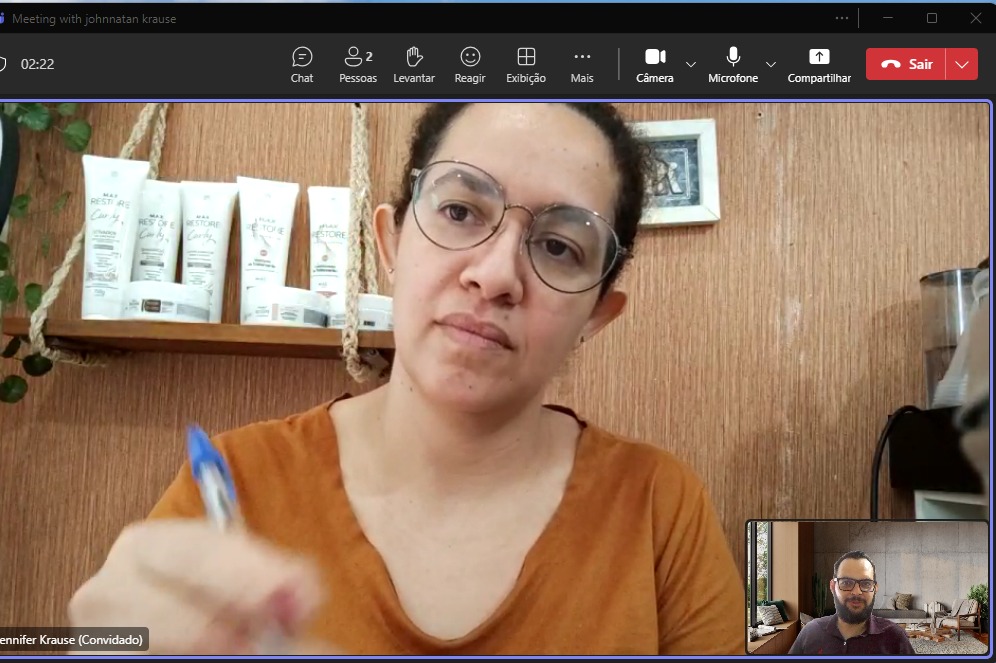 Meeting with johnnatan krause
02:22
Chat
Pessoas
2
Levantar
Reagir
Exibição
Mais
Câmera
Microfone
Compartilhar
Sair
MAX
RESTORE
Curly
MAX
RESTORE
Curly
MAX
RESTORE
Curly
MAX
RESTORE
MAX
RESTORE
ennifer Krause (Convidado)